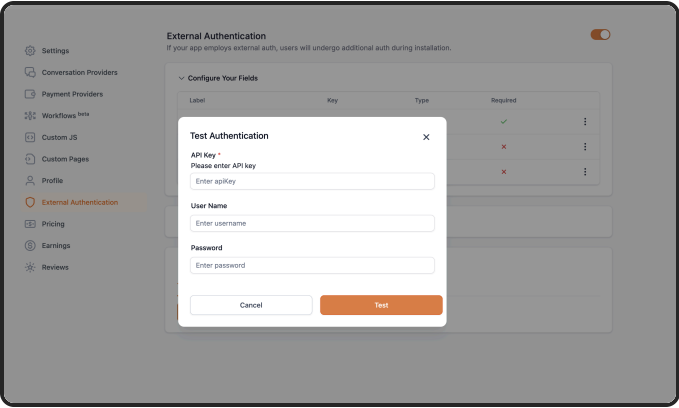 External Authentication
If your app employs external auth, users will undergo additional auth during installation.
Settings
Conversation Providers
Payment Providers
Workflows beta
Custom JS
Custom Pages
Profile
External Authentication
Pricing
Earnings
Reviews
Configure Your Fields
Label Key Type Required
Test Authentication
API Key *
Please enter API key
Enter apiKey
User Name
Enter username
Password
Enter password
Cancel Test